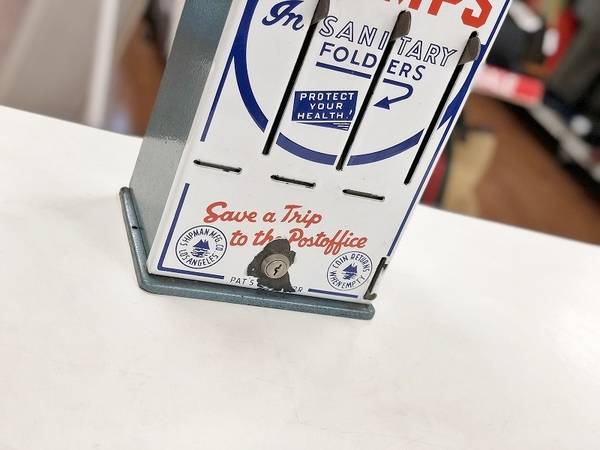 In SANITARY
FOLDERS
PROTECT
YOUR
HEALTH!
Save a Trip
to the Postoffice
SHIPMAN MFG CO
LOS ANGELES
COIN RETURNS
WHEN EMPTY
PAT'S